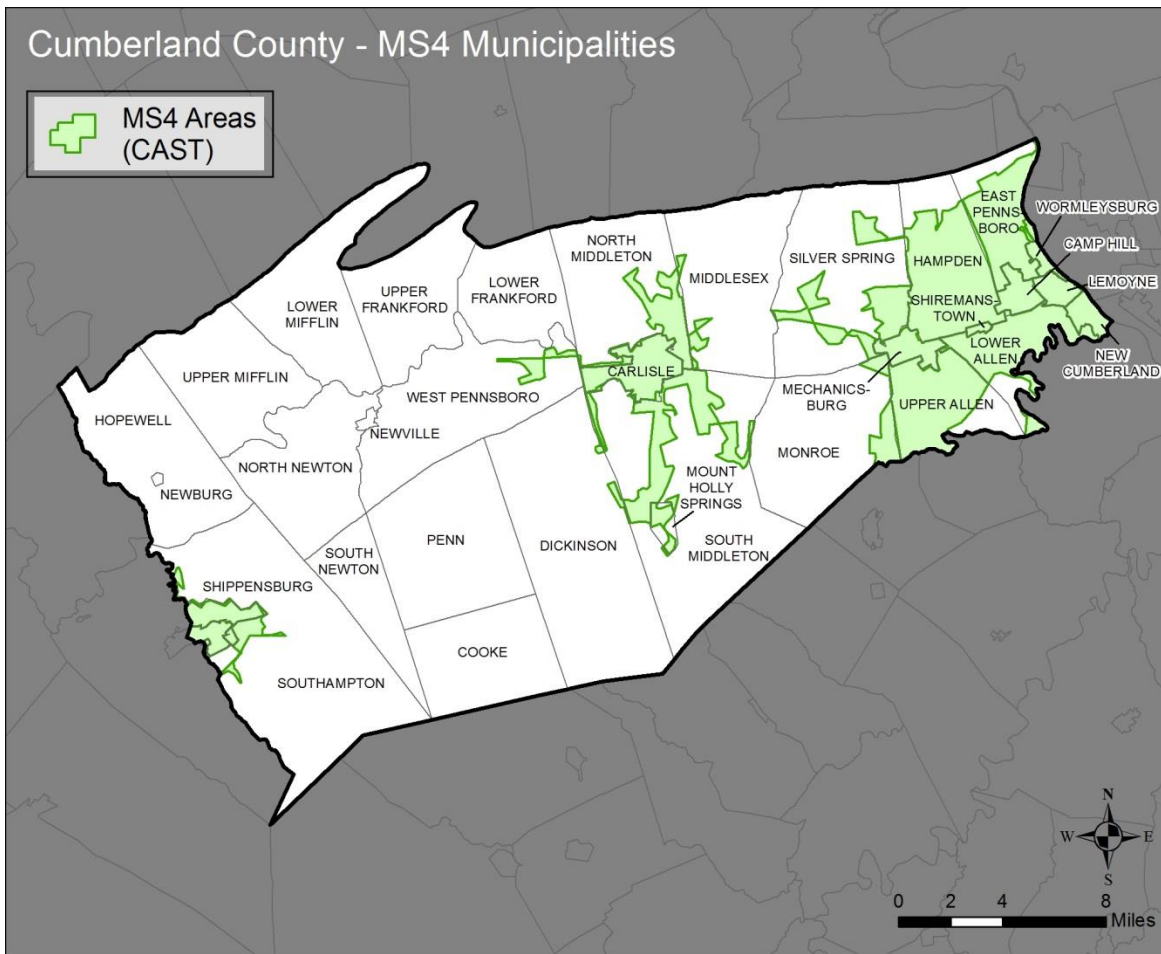 Cumberland County - MS4 Municipalities
MS4 Areas
(CAST)
EAST
PENNS-
BORO
WORMLEYSBURG
CAMP HILL
LEMOYNE
NORTH
MIDDLETON
MIDDLESEX
SILVER SPRING
HAMPDEN
LOWER
FRANKFORD
UPPER
FRANKFORD
LOWER
MIFFLIN
SHIREMANS-
TOWN
LOWER
ALLEN
NEW
CUMBERLAND
UPPER MIFFLIN
CARLISLE
WEST PENNSBORO
MECHANICS-
BURG
UPPER ALLEN
HOPEWELL
NEWVILLE
MONROE
NORTH NEWTON
MOUNT
HOLLY
SPRINGS
NEWBURG
SOUTH
NEWTON
PENN
DICKINSON
SOUTH
MIDDLETON
SHIPPENSBURG
COOKE
SOUTHAMPTON
N
W
E
S
0 2 4 8
Miles